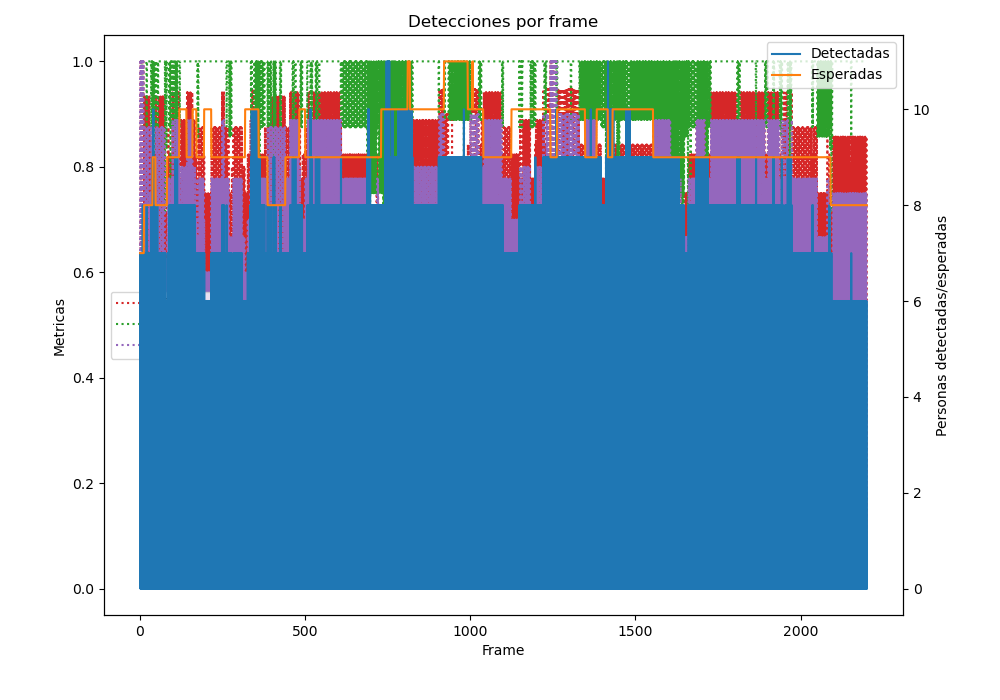 Detecciones por frame
Detectadas
Esperadas
1.0
0.8
0.6
0.4
0.2
0.0
Metricas
10
8
6
4
2
0
Personas detectadas/esperadas
0
500
1000
1500
2000
Frame